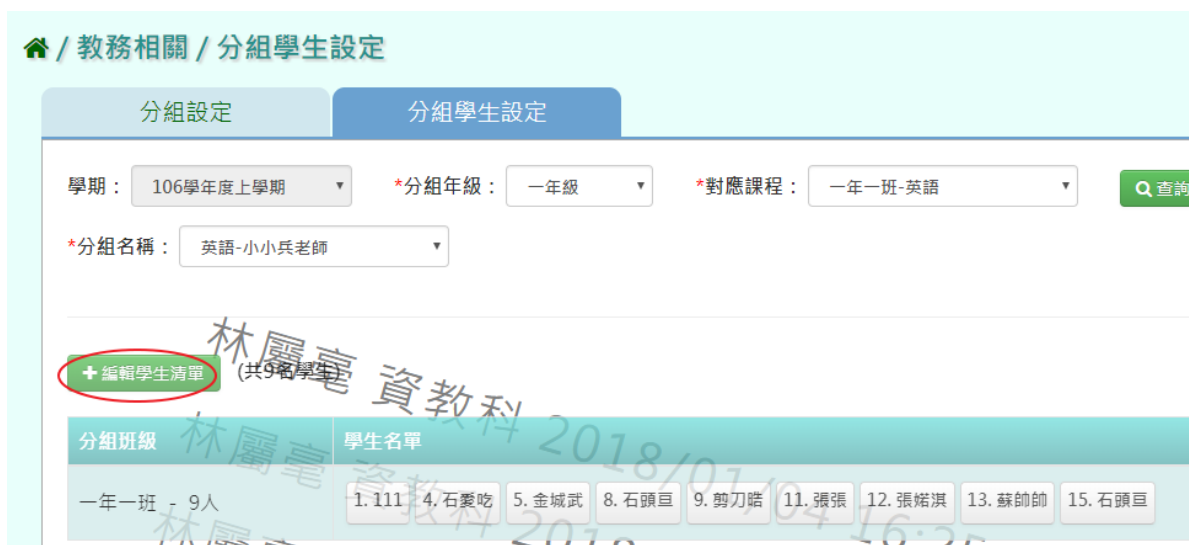 / 教務相關 / 分組學生設定
分組設定 分組學生設定
學期： 106學年度上學期 *分組年級： 一年級 *對應課程： 一年一班-英語 查詢
*分組名稱： 英語-小小兵老師
+ 編輯學生清單 (共9名學生)
林屬亳 資教科 2018/01/04 16:25
分組班級 學生名單
一年一班 - 9人 1. 111 4. 石愛吃 5. 金城武 8. 石頭亘 9. 剪刀晧 11. 張張 12. 張婼淇 13. 蘇帥帥 15. 石頭亘